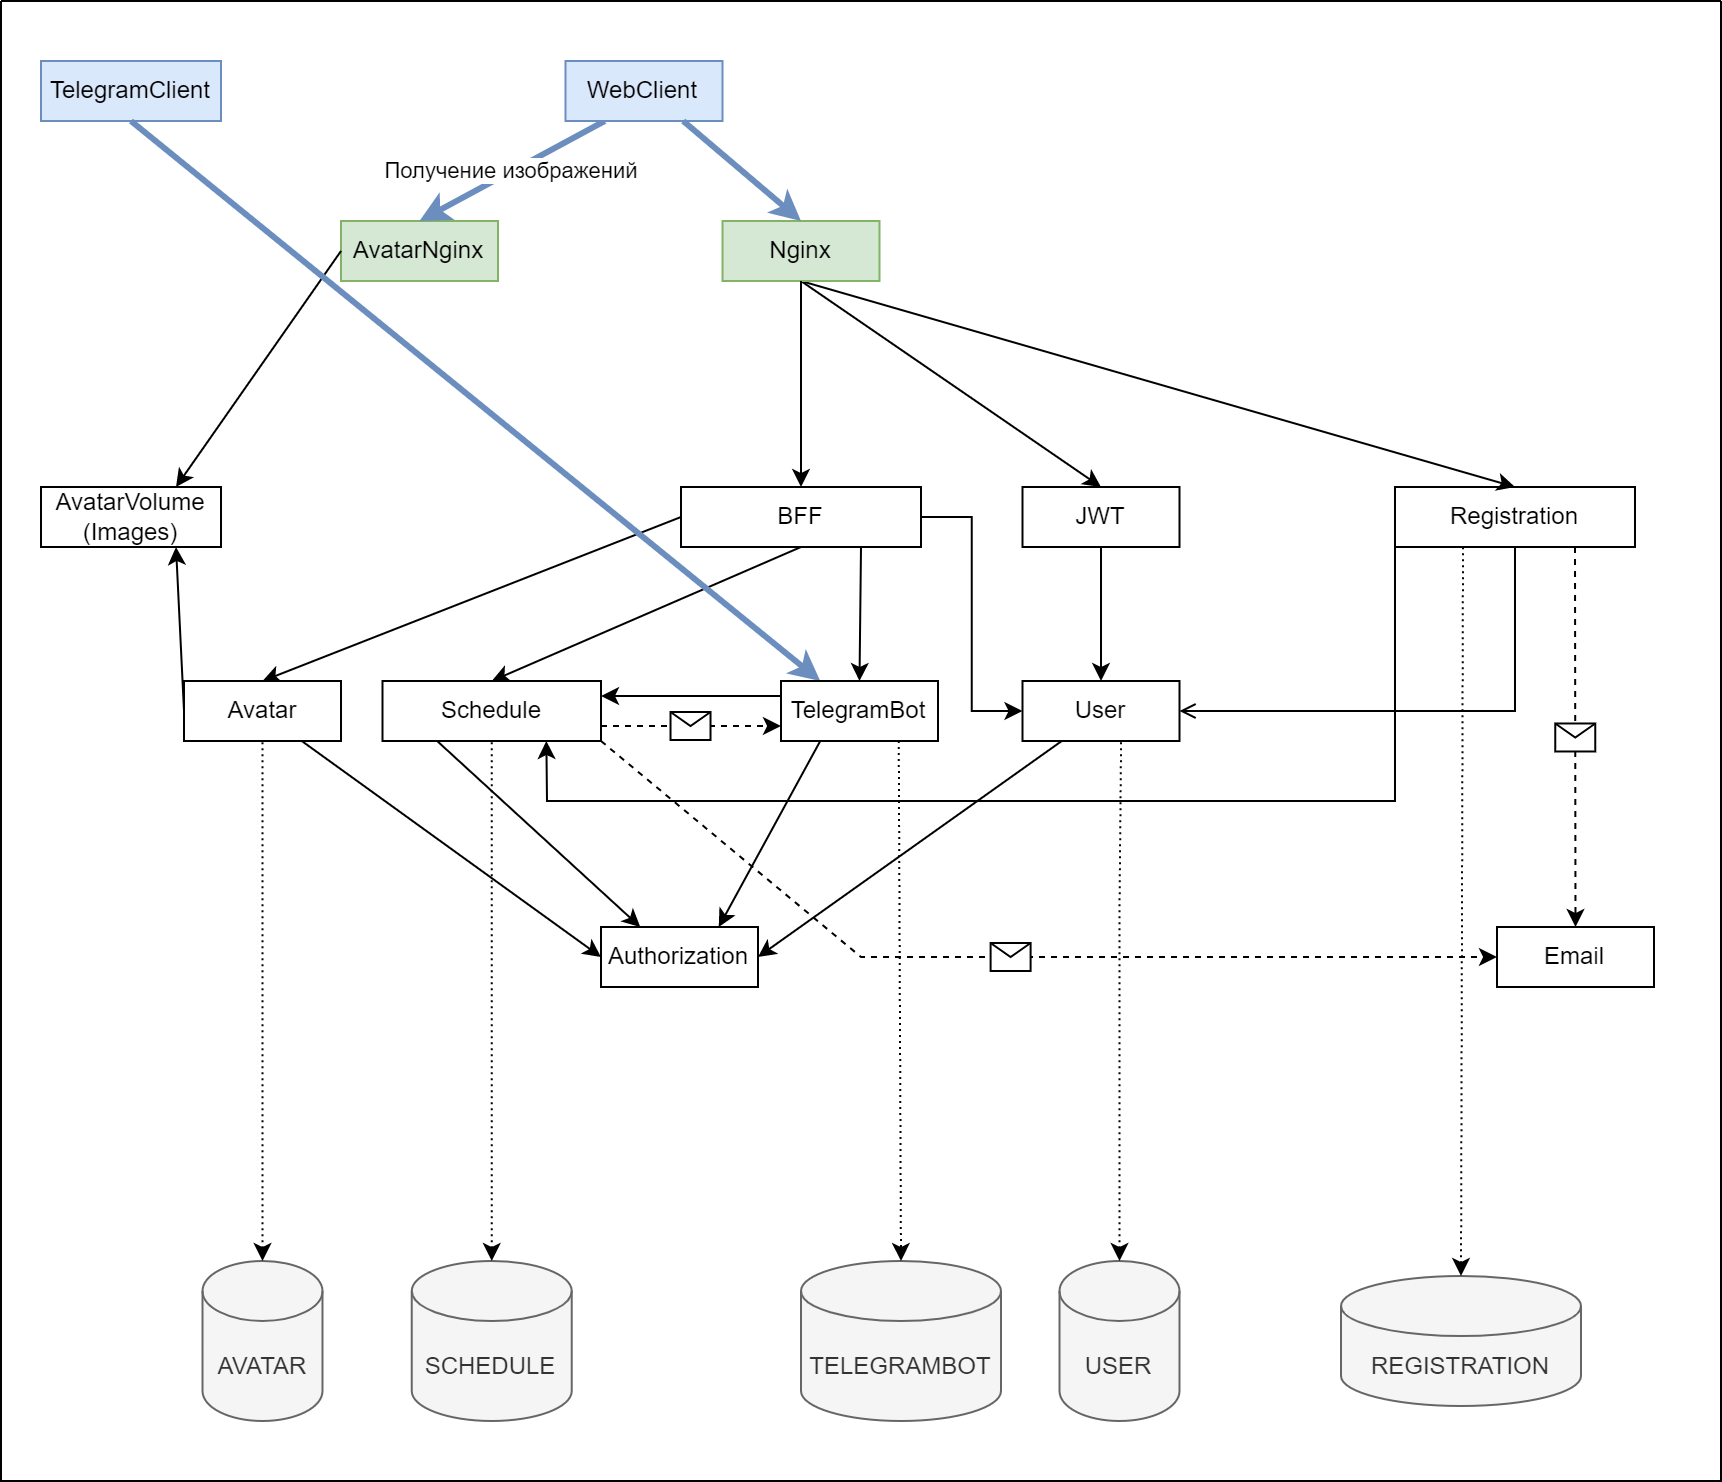 TelegramClient
WebClient
Получение изображений
AvatarNginx
Nginx
AvatarVolume
(Images)
BFF
JWT
Registration
Avatar
Schedule
TelegramBot
User
Authorization
Email
AVATAR
SCHEDULE
TELEGRAMBOT
USER
REGISTRATION